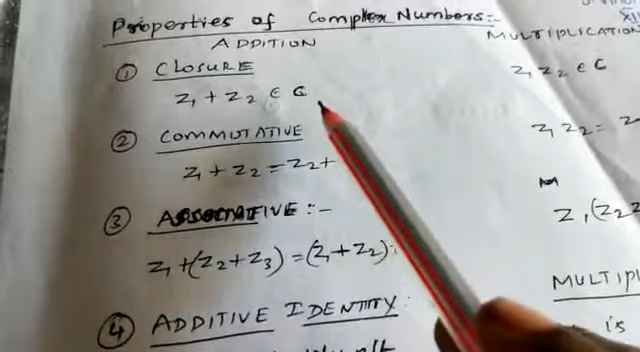 Properties of Complex Numbers:-
ADDITION
① CLOSURE
z₁ + z₂ ∈ C
② COMMUTATIVE
z₁ + z₂ = z₂ +
③ ASSOCIATIVE:-
z₁ + (z₂ + z₃) = (z₁ + z₂)
④ ADDITIVE IDENTITY:
MULTIPLICATION
z₁ z₂ ∈ C
z₁ z₂ = z
z₁ (z₂ z
MULTIPL
is